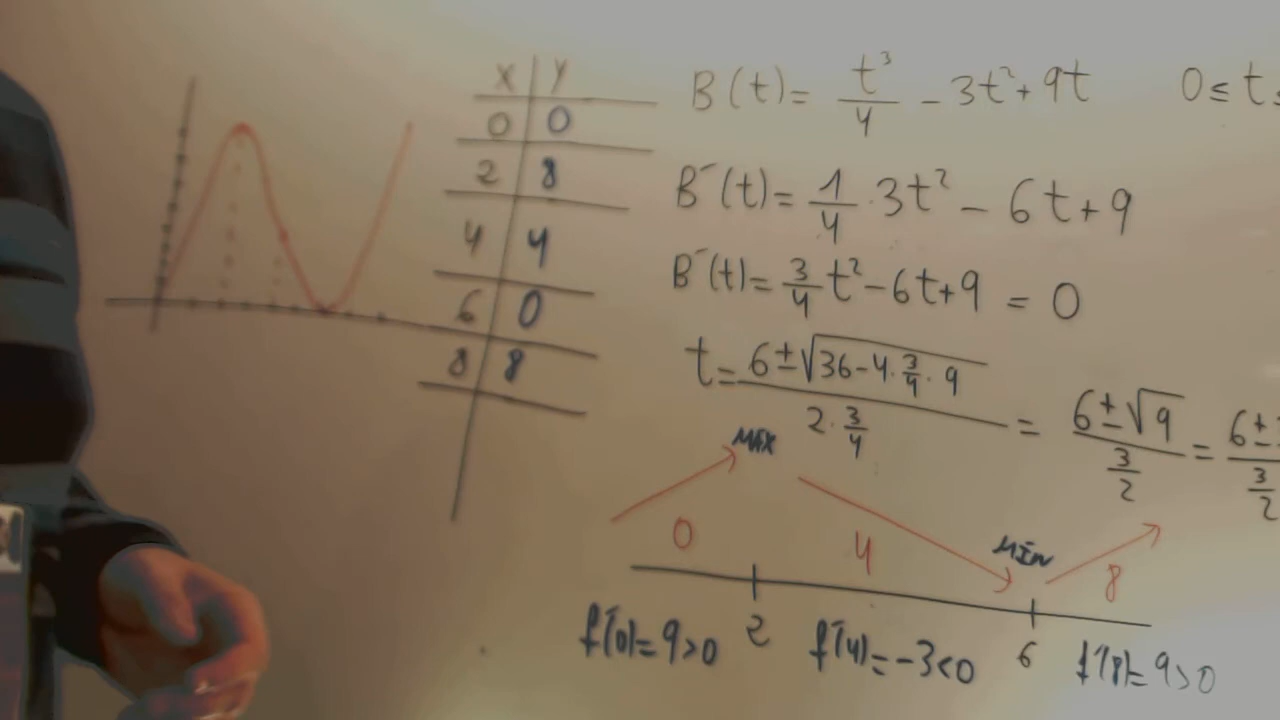 x y
0 0
2 8
4 4
6 0
8 8
B(t)= t³/4 - 3t²+9t 0≤t≤
B´(t)= 1/4 · 3t² - 6t+9
B´(t)= 3/4 t² - 6t+9 = 0
t= (6±√(36-4·3/4·9))/(2·3/4) = (6±√9)/(3/2) = 6±
3/2
MAX
MIN
0 4 8
2 6
f´(0)=9>0 f´(4)=-3<0 f´(8)=9>0